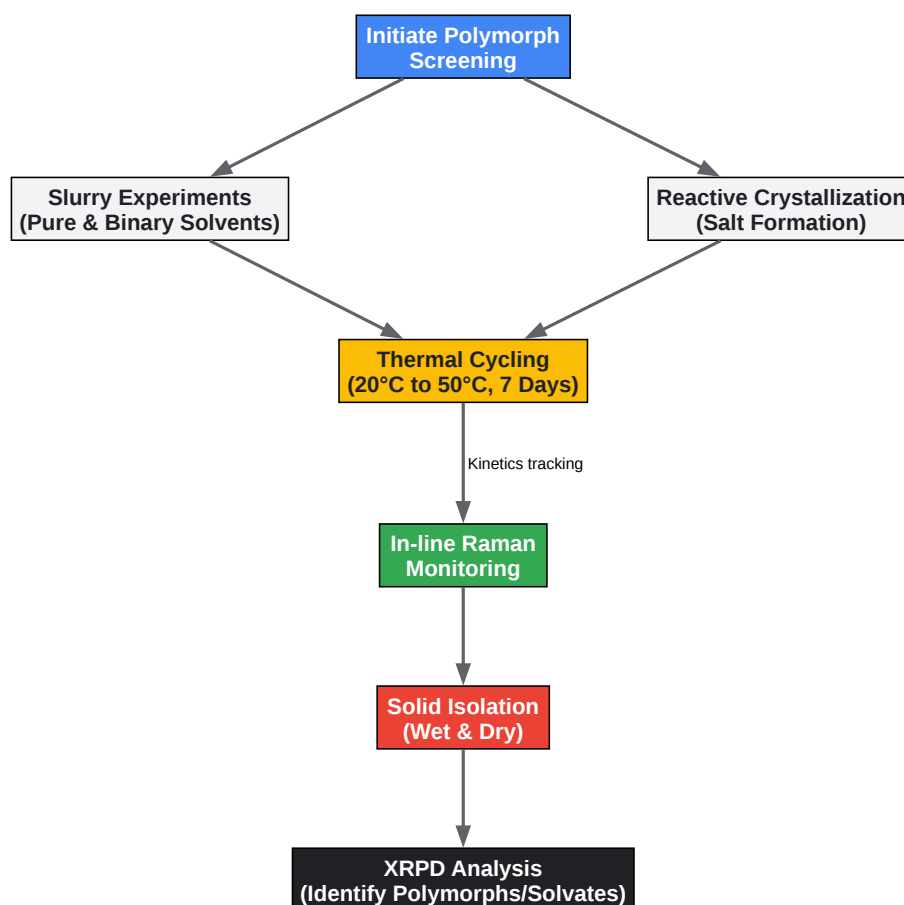 Initiate Polymorph
Screening
Slurry Experiments
(Pure & Binary Solvents)
Reactive Crystallization
(Salt Formation)
Thermal Cycling
(20°C to 50°C, 7 Days)
Kinetics tracking
In-line Raman
Monitoring
Solid Isolation
(Wet & Dry)
XRPD Analysis
(Identify Polymorphs/Solvates)